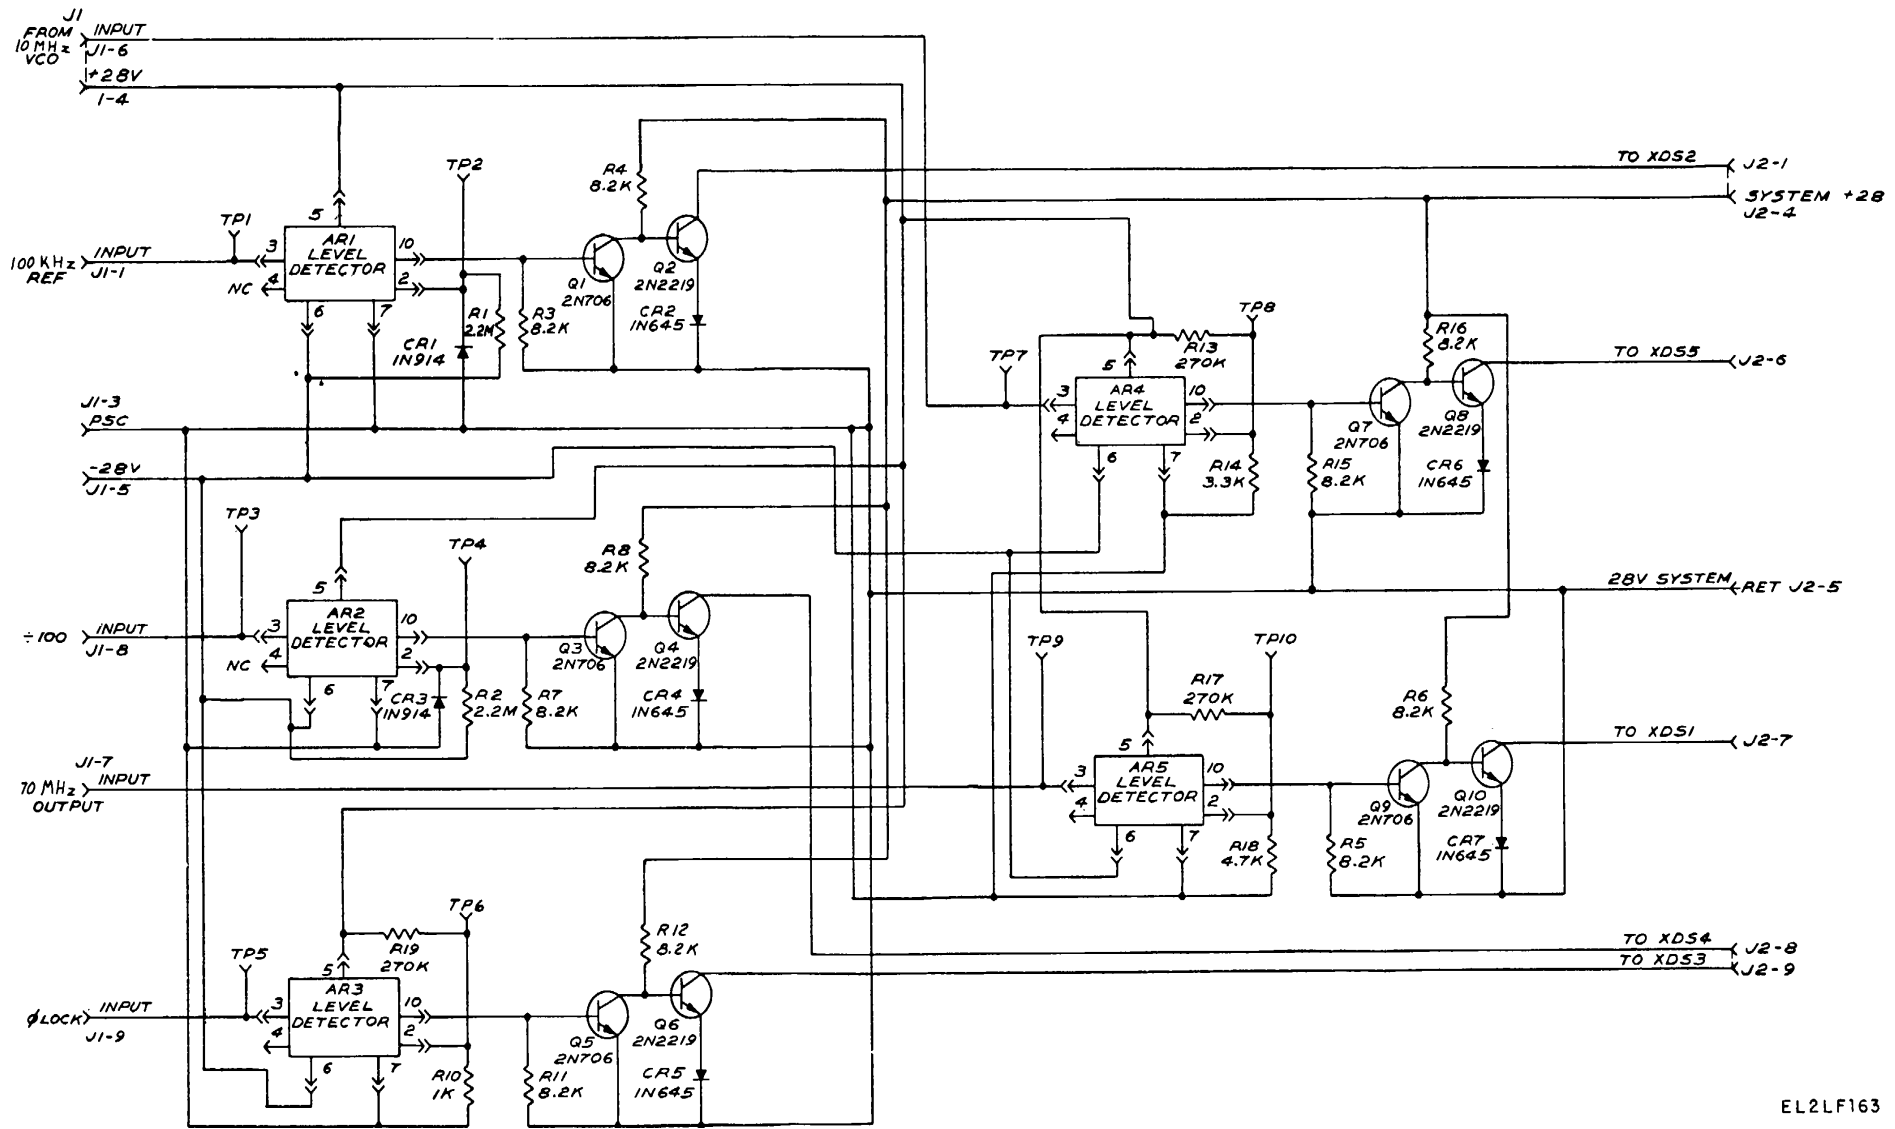 J1
FROM
10 MHz
VCO
INPUT
J1-6
+28V
1-4
TP1
100 KHz
REF
INPUT
J1-1
3
4
NC
5
AR1
LEVEL
DETECTOR
10
2
6
7
TP2
R1
2.2M
CR1
1N914
R3
8.2K
R4
8.2K
Q1
2N706
Q2
2N2219
CR2
1N645
TO XDS2
J2-1
SYSTEM +28
J2-4
J1-3
PSC
-28V
J1-5
TP3
÷100
INPUT
J1-8
3
4
NC
5
AR2
LEVEL
DETECTOR
10
2
6
7
TP4
CR3
1N914
R2
2.2M
R7
8.2K
R8
8.2K
Q3
2N706
Q4
2N2219
CR4
1N645
J1-7
70 MHz
OUTPUT
INPUT
TP5
ΦLOCK
INPUT
J1-9
3
4
5
AR3
LEVEL
DETECTOR
10
2
6
7
R19
270K
TP6
R10
1K
R11
8.2K
R12
8.2K
Q5
2N706
Q6
2N2219
CR5
1N645
TP7
3
4
5
AR4
LEVEL
DETECTOR
10
2
6
7
R13
270K
TP8
R14
3.3K
R15
8.2K
R16
8.2K
Q7
2N706
Q8
2N2219
CR6
1N645
TO XDS5
J2-6
28V SYSTEM
RET J2-5
TP9
3
4
5
AR5
LEVEL
DETECTOR
10
2
6
7
R17
270K
TP10
R18
4.7K
R5
8.2K
R6
8.2K
Q9
2N706
Q10
2N2219
CR7
1N645
TO XDS1
J2-7
TO XDS4
J2-8
TO XDS3
J2-9
EL2LF163